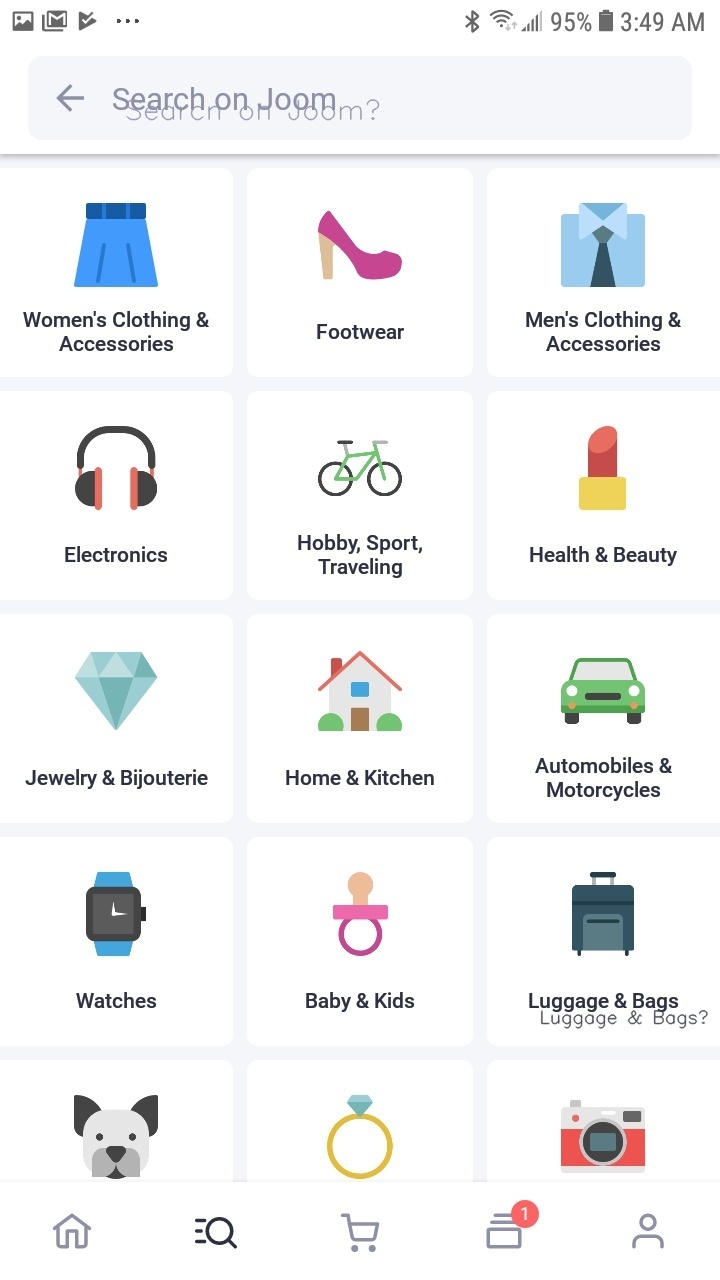 95% 3:49 AM
Search on Joom
Search on Joom?
Women's Clothing &
Accessories
Footwear
Men's Clothing &
Accessories
Electronics
Hobby, Sport,
Traveling
Health & Beauty
Jewelry & Bijouterie
Home & Kitchen
Automobiles &
Motorcycles
Watches
Baby & Kids
Luggage & Bags
Luggage & Bags?
1